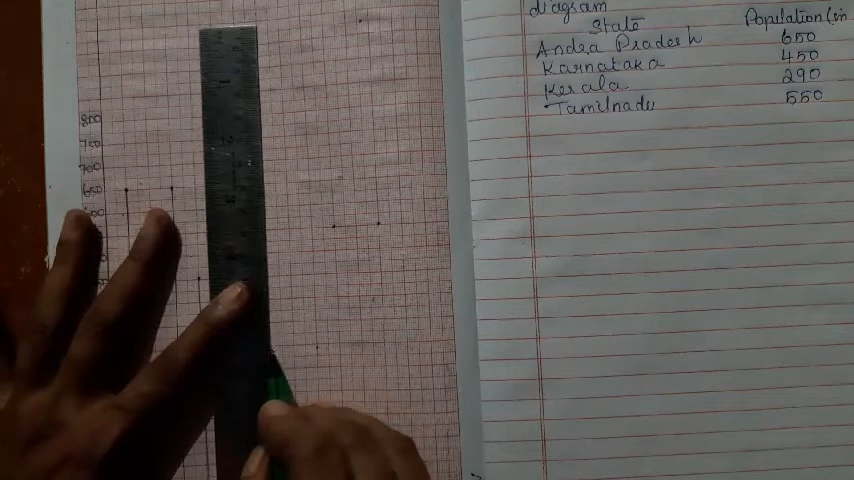 800
750
700
650
diagram
State Population (in
Andra Pradesh 650
Karnataka 450
Kerala 290
Tamilnadu 550